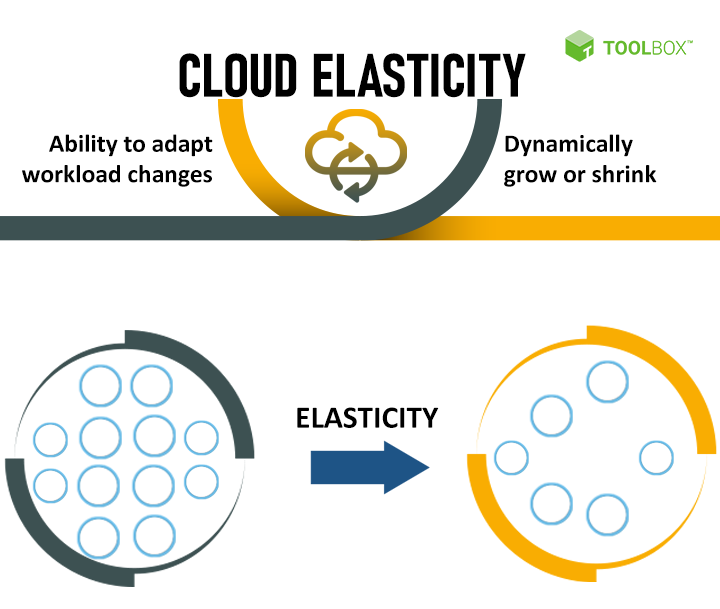 TOOLBOX™
CLOUD ELASTICITY
Ability to adapt
workload changes
Dynamically
grow or shrink
ELASTICITY